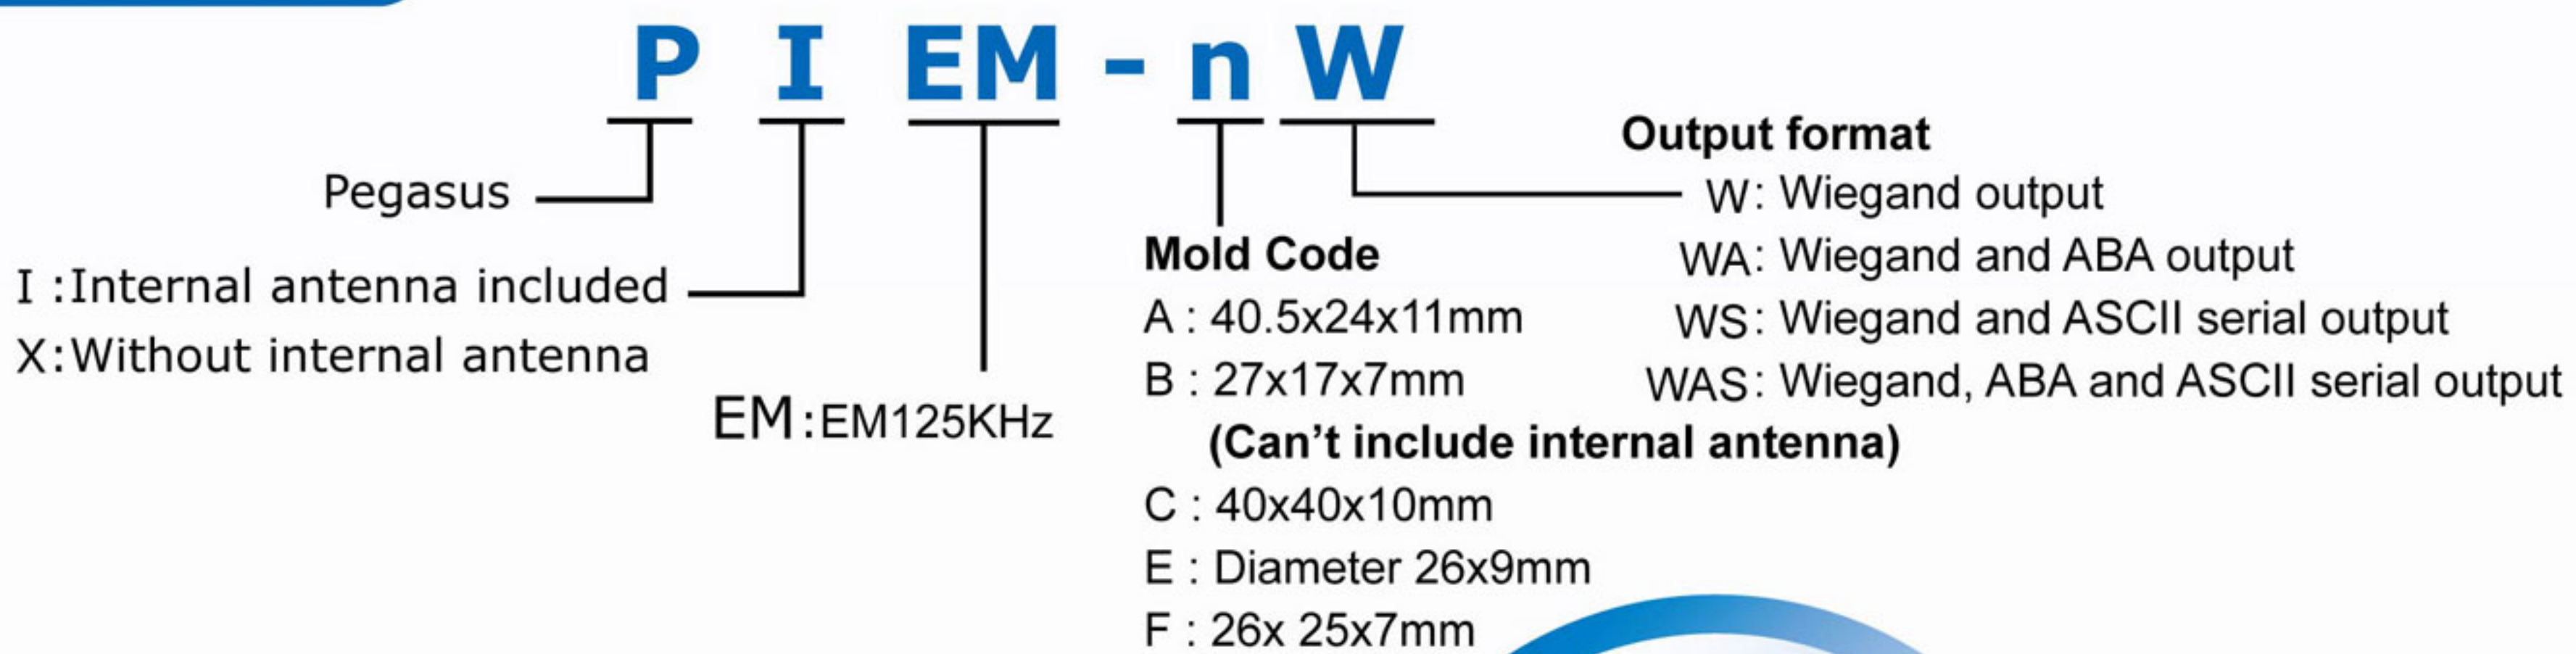 P I EM - n W
Pegasus
I :Internal antenna included
X:Without internal antenna
EM:EM125KHz
Mold Code
A : 40.5x24x11mm
B : 27x17x7mm
(Can't include internal antenna)
C : 40x40x10mm
E : Diameter 26x9mm
F : 26x 25x7mm
Output format
W: Wiegand output
WA: Wiegand and ABA output
WS: Wiegand and ASCII serial output
WAS: Wiegand, ABA and ASCII serial output